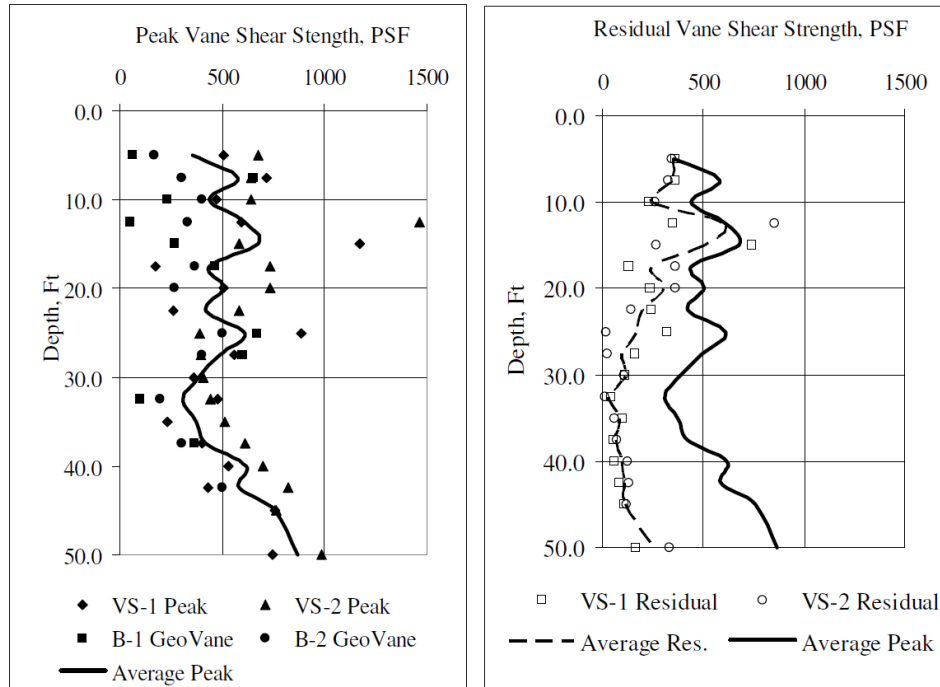 Peak Vane Shear Stength, PSF
0 500 1000 1500
0.0
10.0
20.0
30.0
40.0
50.0
Depth, Ft
VS-1 Peak VS-2 Peak
B-1 GeoVane B-2 GeoVane
Average Peak
Residual Vane Shear Strength, PSF
0 500 1000 1500
0.0
10.0
20.0
30.0
40.0
50.0
Depth, Ft
VS-1 Residual VS-2 Residual
Average Res. Average Peak